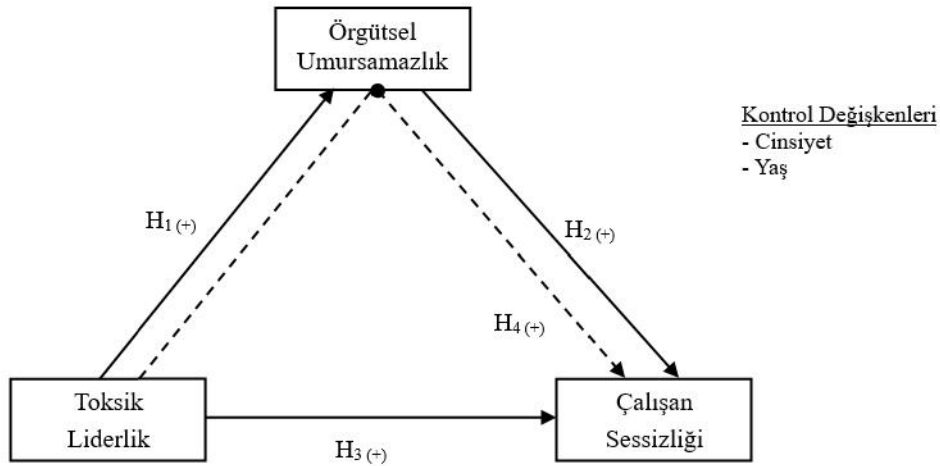 Örgütsel
Umursamazlık
Kontrol Değişkenleri
- Cinsiyet
- Yaş
H1 (+)
H2 (+)
H4 (+)
Toksik
Liderlik
Çalışan
Sessizliği
H3 (+)